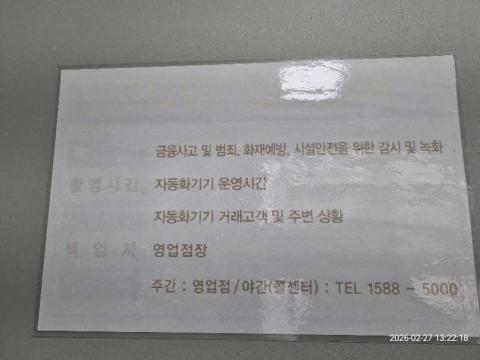 금융사고 및 범죄, 화재예방, 시설안전을 위한 감시 및 녹화
촬영시간 자동화기기 운영시간
자동화기기 거래고객 및 주변 상황
책 임 자 영업점장
주간 : 영업점 / 야간(콜센터) : TEL 1588 - 5000
2026-02-27 13:22:18